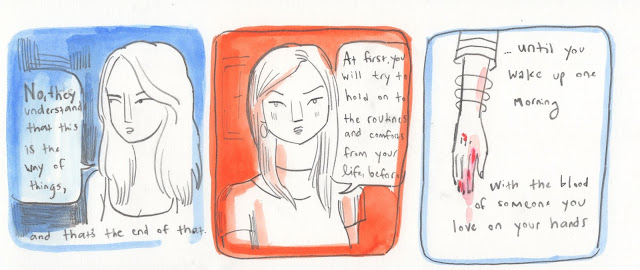 No, they
understand
that this
is the
way of
things,
and that's the end of that.
At first, you
will try to
hold on to
the routines
and comforts
from your
life, before,
... until you
wake up one
morning
with the blood
of someone you
love on your hands